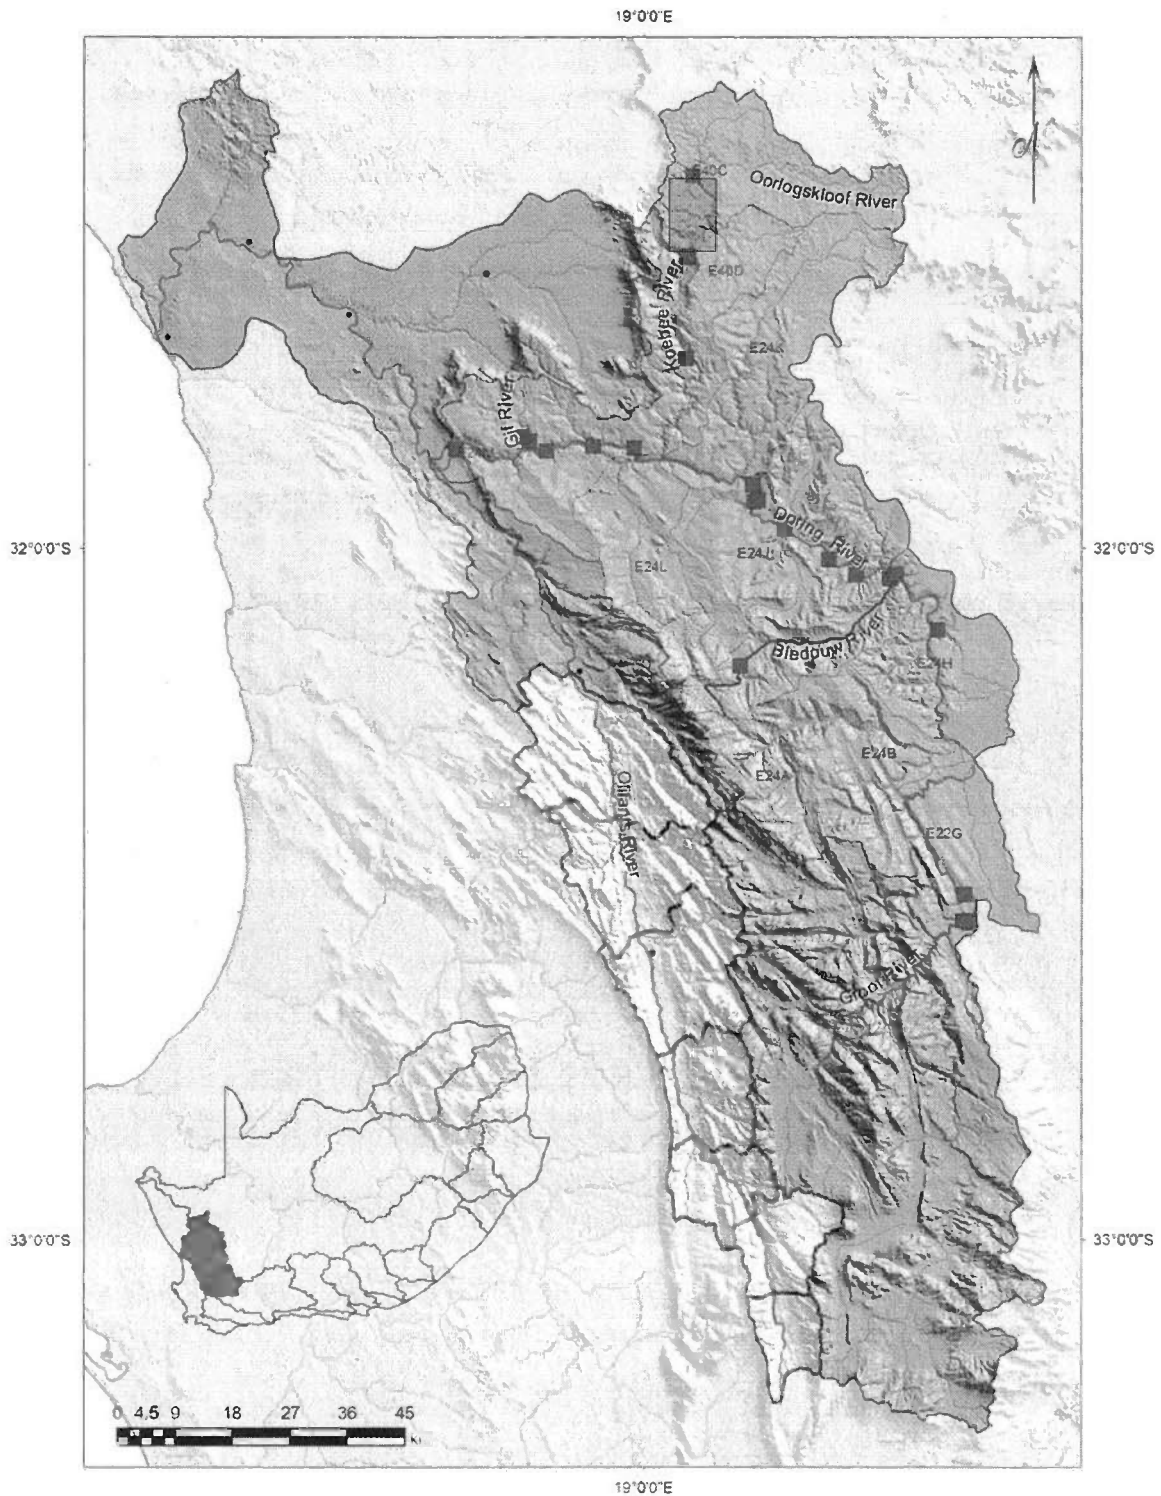 19°0'0"E
E40C
Oorlogskloof River
E40D
Koebee River
E24K
Gif River
Doring River
32°0'0"S
32°0'0"S
E24J
E24L
Biedouw River
E24H
E24B
E24A
Olifants River
E22G
Groot River
33°0'0"S
33°0'0"S
0 4,5 9 18 27 36 45
19°0'0"E